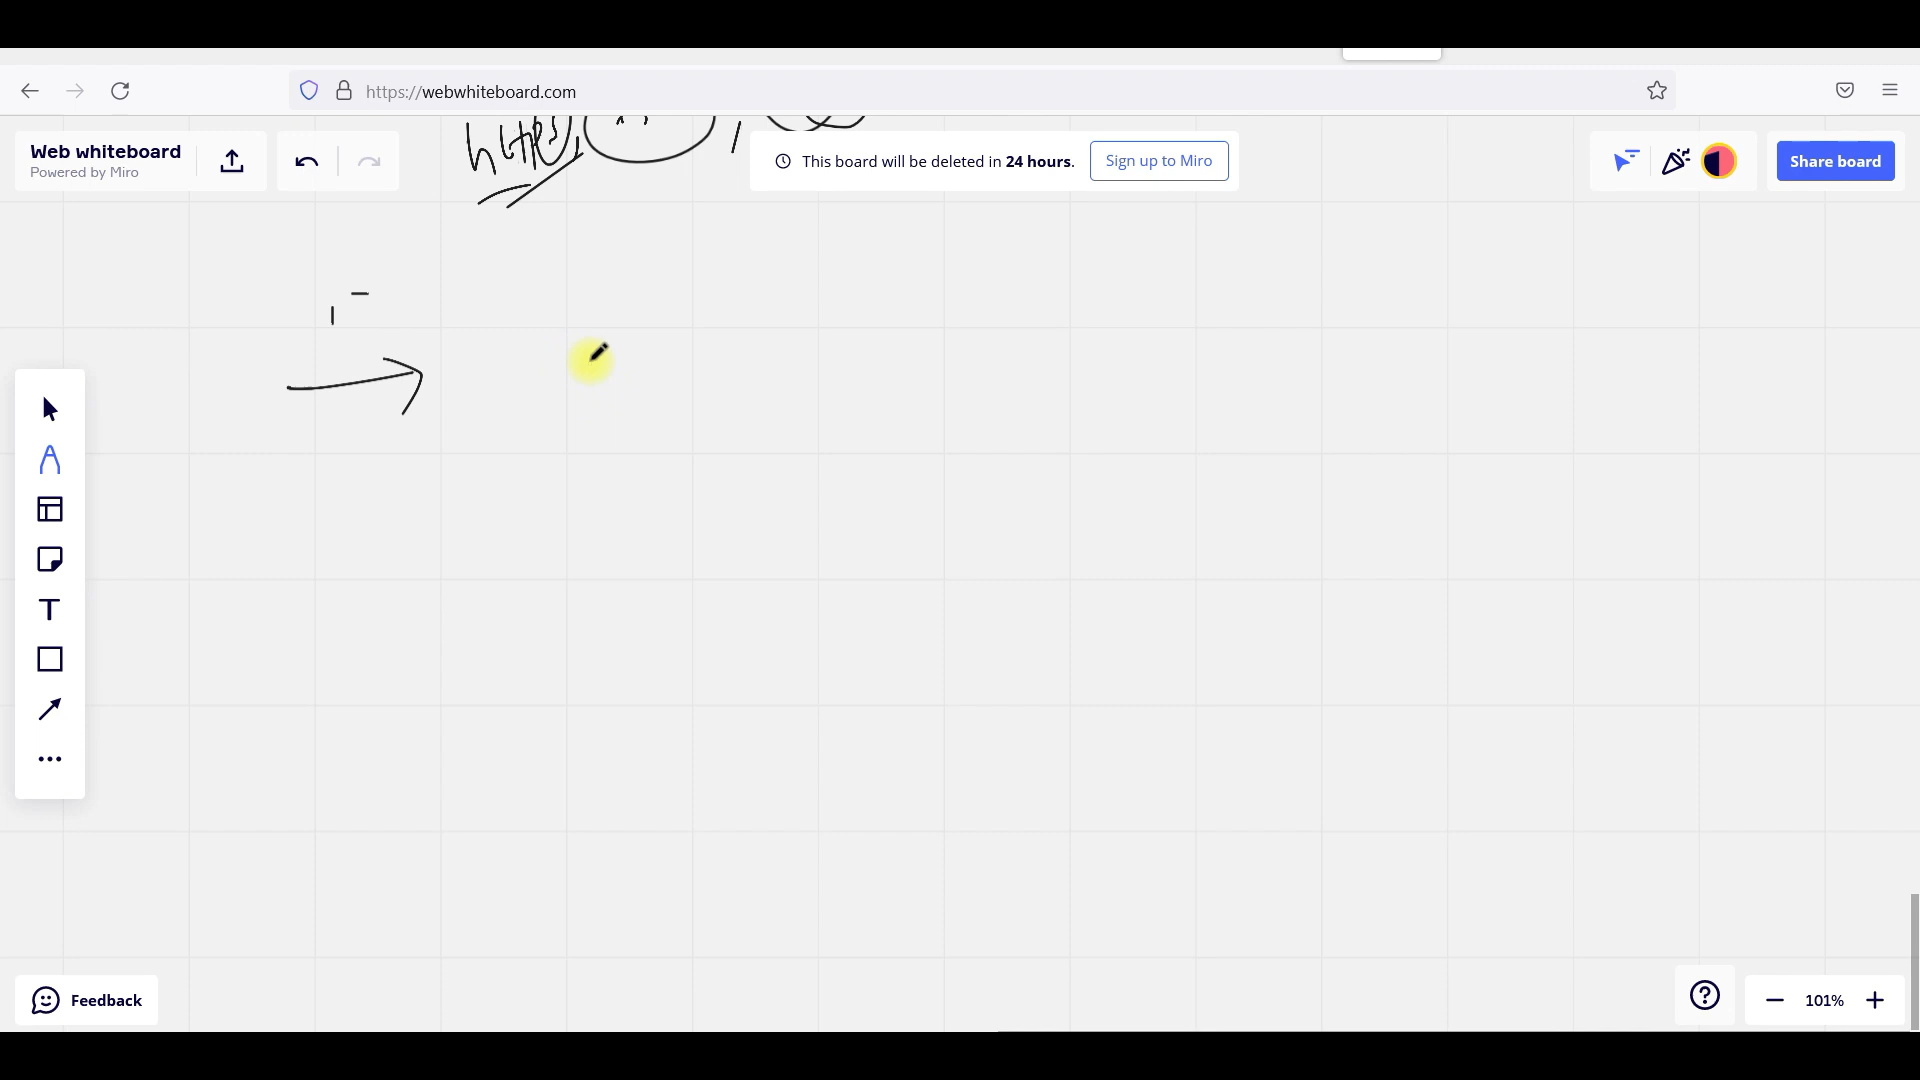 https://webwhiteboard.com
https
Web whiteboard
Powered by Miro
This board will be deleted in 24 hours.
Sign up to Miro
Share board
T
Feedback
101%